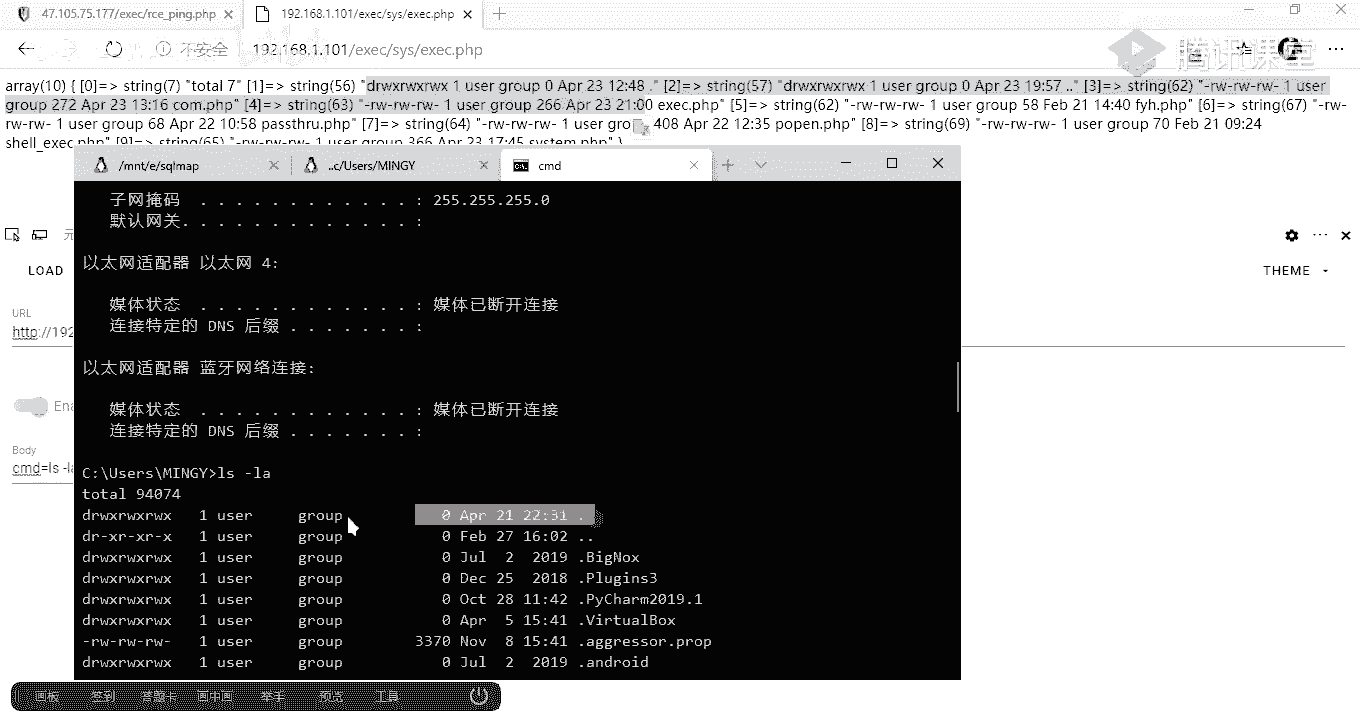 47.105.75.177/exec/rce_ping.php
192.168.1.101/exec/sys/exec.php
不安全 192.168.1.101/exec/sys/exec.php
腾讯课堂
array(10) { [0]=> string(7) "total 7" [1]=> string(56) "drwxrwxrwx 1 user group 0 Apr 23 12:48 ." [2]=> string(57) "drwxrwxrwx 1 user group 0 Apr 23 19:57 .." [3]=> string(62) "-rw-rw-rw- 1 user
group 272 Apr 23 13:16 com.php" [4]=> string(63) "-rw-rw-rw- 1 user group 266 Apr 23 21:00 exec.php" [5]=> string(62) "-rw-rw-rw- 1 user group 58 Feb 21 14:40 fyh.php" [6]=> string(67) "-rw-
rw-rw- 1 user group 68 Apr 22 10:58 passthru.php" [7]=> string(64) "-rw-rw-rw- 1 user gro 408 Apr 22 12:35 popen.php" [8]=> string(69) "-rw-rw-rw- 1 user group 70 Feb 21 09:24
shell_exec.php" [9]=> string(65) "-rw-rw-rw- 1 user group 366 Apr 23 17:45 system.php" }
/mnt/e/sqlmap
..c/Users/MINGY
cmd
子网掩码 . . . . . . . . . . . . : 255.255.255.0
默认网关. . . . . . . . . . . . . :
元
LOAD
THEME
以太网适配器 以太网 4:
媒体状态 . . . . . . . . . . . . : 媒体已断开连接
连接特定的 DNS 后缀 . . . . . . . :
URL
http://192
以太网适配器 蓝牙网络连接:
媒体状态 . . . . . . . . . . . . : 媒体已断开连接
连接特定的 DNS 后缀 . . . . . . . :
Ena
Body
cmd=ls -la
C:\Users\MINGY>ls -la
total 94074
drwxrwxrwx 1 user group 0 Apr 21 22:31 .
dr-xr-xr-x 1 user group 0 Feb 27 16:02 ..
drwxrwxrwx 1 user group 0 Jul 2 2019 .BigNox
drwxrwxrwx 1 user group 0 Dec 25 2018 .Plugins3
drwxrwxrwx 1 user group 0 Oct 28 11:42 .PyCharm2019.1
drwxrwxrwx 1 user group 0 Apr 5 15:41 .VirtualBox
-rw-rw-rw- 1 user group 3370 Nov 8 15:41 .aggressor.prop
drwxrwxrwx 1 user group 0 Jul 2 2019 .android
画板 签到 答题卡 画中画 举手 预览 工具